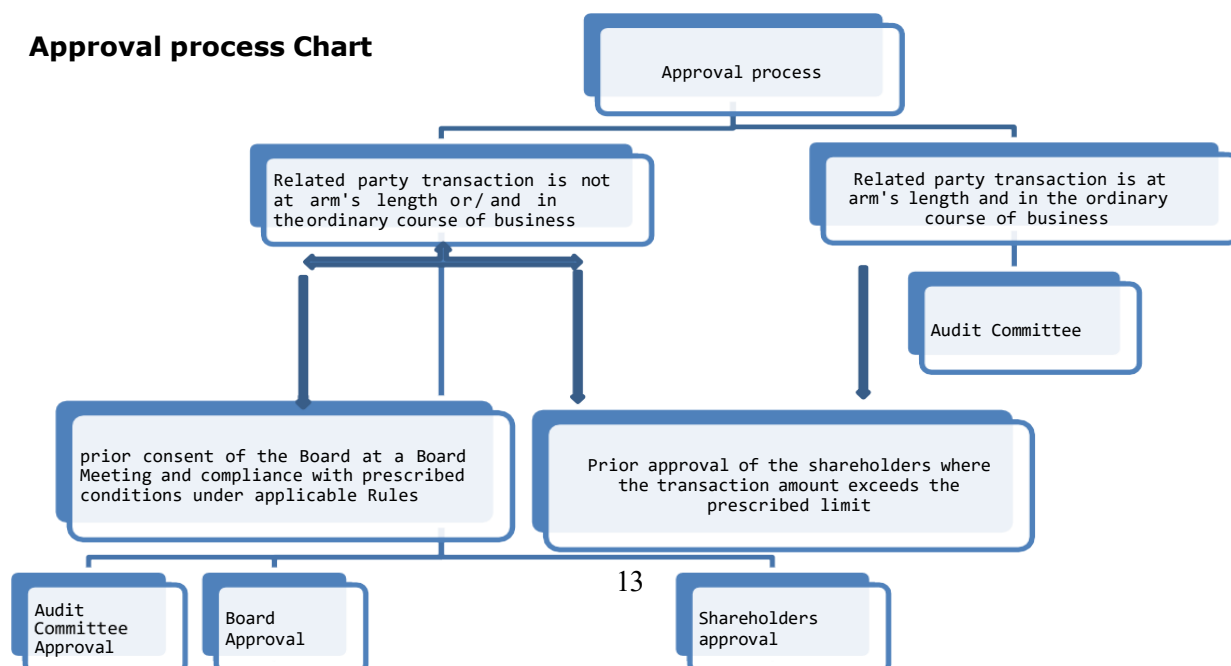 Approval process Chart
Approval process
Related party transaction is not
at arm's length or/ and in
theordinary course of business
Related party transaction is at
arm's length and in the ordinary
course of business
Audit Committee
prior consent of the Board at a Board
Meeting and compliance with prescribed
conditions under applicable Rules
Prior approval of the shareholders where
the transaction amount exceeds the
prescribed limit
13
Audit
Committee
Approval
Board
Approval
Shareholders
approval